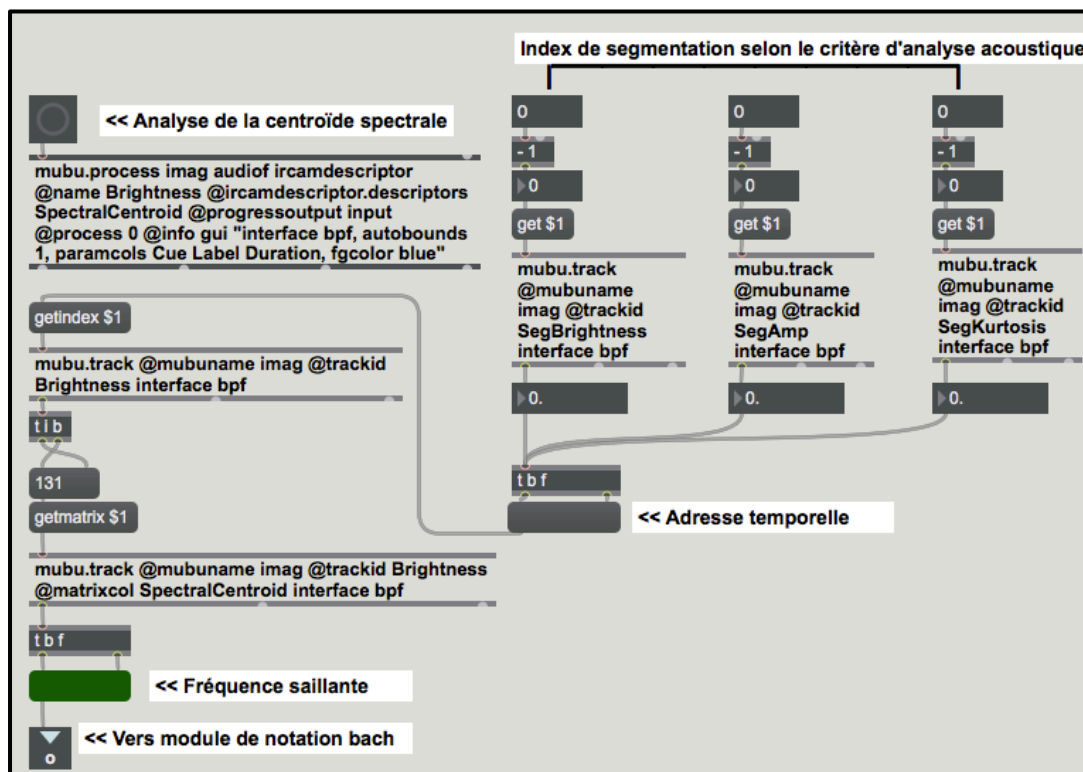 Index de segmentation selon le critère d'analyse acoustique
<< Analyse de la centroïde spectrale
mubu.process imag audiof ircamdescriptor
@name Brightness @ircamdescriptor.descriptors
SpectralCentroid @progressoutput input
@process 0 @info gui "interface bpf, autobounds
1, paramcols Cue Label Duration, fgcolor blue"
getindex $1
mubu.track @mubuname imag @trackid
Brightness interface bpf
t i b
131
getmatrix $1
mubu.track @mubuname imag @trackid Brightness
@matrixcol SpectralCentroid interface bpf
t b f
<< Fréquence saillante
<< Vers module de notation bach
o
0
- 1
0
get $1
mubu.track
@mubuname
imag @trackid
SegBrightness
interface bpf
0.
0
- 1
0
get $1
mubu.track
@mubuname
imag @trackid
SegAmp
interface bpf
0.
0
- 1
0
get $1
mubu.track
@mubuname
imag @trackid
SegKurtosis
interface bpf
0.
t b f
<< Adresse temporelle